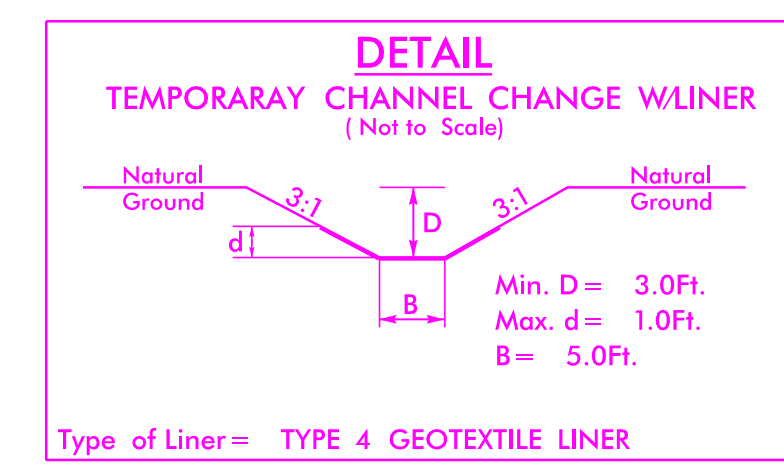 DETAIL
TEMPORARAY CHANNEL CHANGE W/LINER
( Not to Scale)
Natural
Ground
3:1
D
3:1
Natural
Ground
d
B
Min. D = 3.0Ft.
Max. d = 1.0Ft.
B = 5.0Ft.
Type of Liner = TYPE 4 GEOTEXTILE LINER